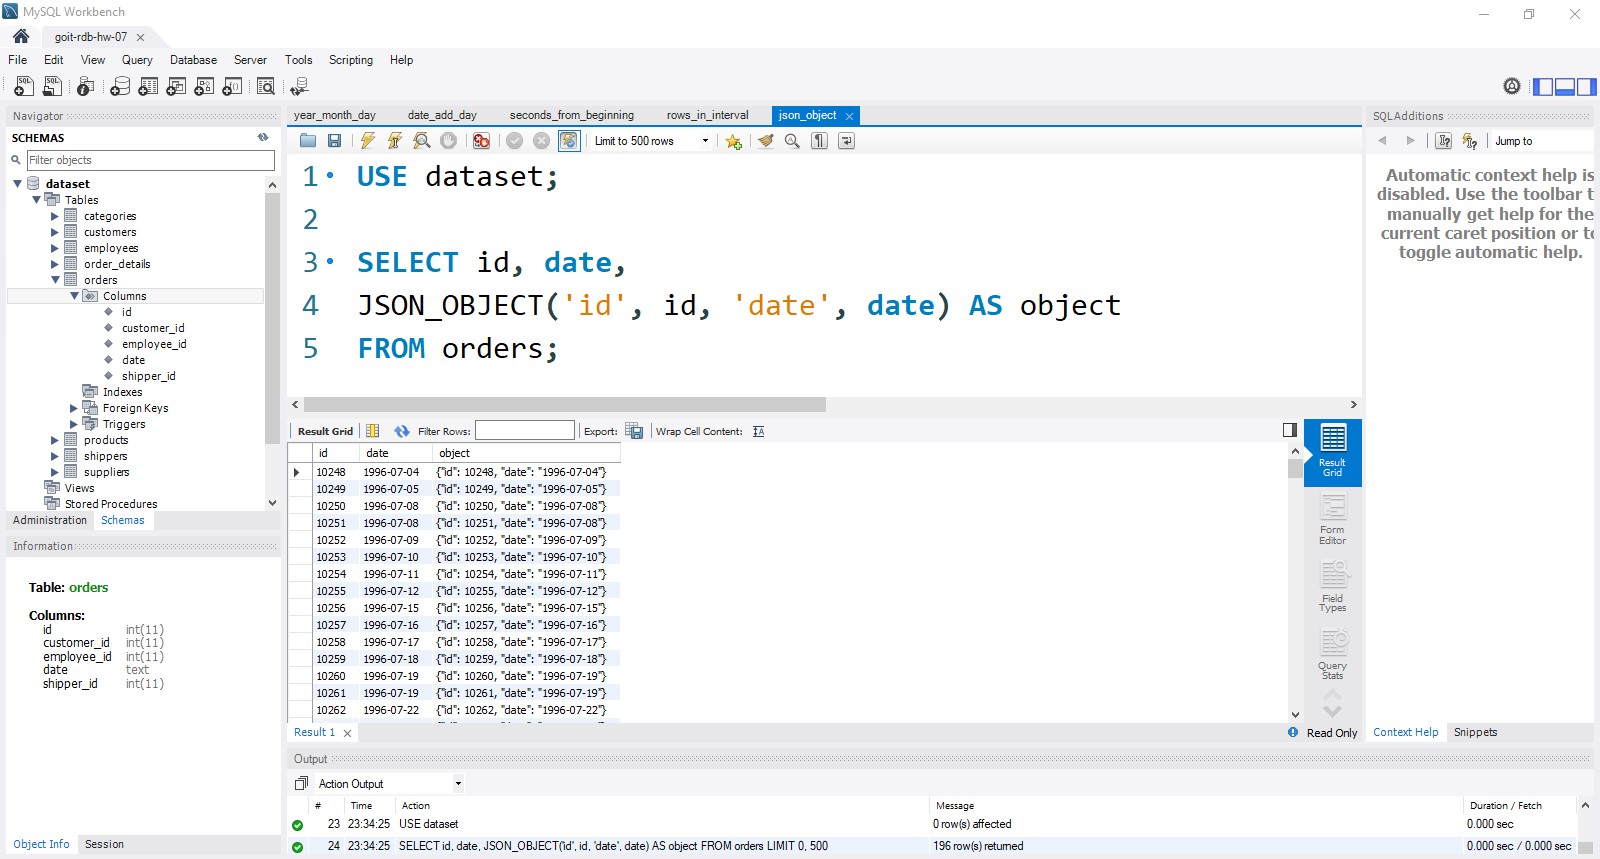 MySQL Workbench
goit-rdb-hw-07
File Edit View Query Database Server Tools Scripting Help
Navigator
SCHEMAS
Filter objects
dataset
Tables
categories
customers
employees
order_details
orders
Columns
id
customer_id
employee_id
date
shipper_id
Indexes
Foreign Keys
Triggers
products
shippers
suppliers
Views
Stored Procedures
Administration Schemas
Information
Table: orders
Columns:
id int(11)
customer_id int(11)
employee_id int(11)
date text
shipper_id int(11)
Object Info Session
year_month_day date_add_day seconds_from_beginning rows_in_interval json_object
Limit to 500 rows
1 USE dataset;
2
3 SELECT id, date,
4 JSON_OBJECT('id', id, 'date', date) AS object
5 FROM orders;
Result Grid Filter Rows: Export: Wrap Cell Content:
id date object
10248 1996-07-04 {"id": 10248, "date": "1996-07-04"}
10249 1996-07-05 {"id": 10249, "date": "1996-07-05"}
10250 1996-07-08 {"id": 10250, "date": "1996-07-08"}
10251 1996-07-08 {"id": 10251, "date": "1996-07-08"}
10252 1996-07-09 {"id": 10252, "date": "1996-07-09"}
10253 1996-07-10 {"id": 10253, "date": "1996-07-10"}
10254 1996-07-11 {"id": 10254, "date": "1996-07-11"}
10255 1996-07-12 {"id": 10255, "date": "1996-07-12"}
10256 1996-07-15 {"id": 10256, "date": "1996-07-15"}
10257 1996-07-16 {"id": 10257, "date": "1996-07-16"}
10258 1996-07-17 {"id": 10258, "date": "1996-07-17"}
10259 1996-07-18 {"id": 10259, "date": "1996-07-18"}
10260 1996-07-19 {"id": 10260, "date": "1996-07-19"}
10261 1996-07-19 {"id": 10261, "date": "1996-07-19"}
10262 1996-07-22 {"id": 10262, "date": "1996-07-22"}
Result Grid
Form Editor
Field Types
Query Stats
Result 1
Read Only
SQLAdditions
Jump to
Automatic context help is
disabled. Use the toolbar t
manually get help for the
current caret position or to
toggle automatic help.
Context Help Snippets
Output
Action Output
# Time Action Message Duration / Fetch
23 23:34:25 USE dataset 0 row(s) affected 0.000 sec
24 23:34:25 SELECT id, date, JSON_OBJECT('id', id, 'date', date) AS object FROM orders LIMIT 0, 500 196 row(s) returned 0.000 sec / 0.000 sec